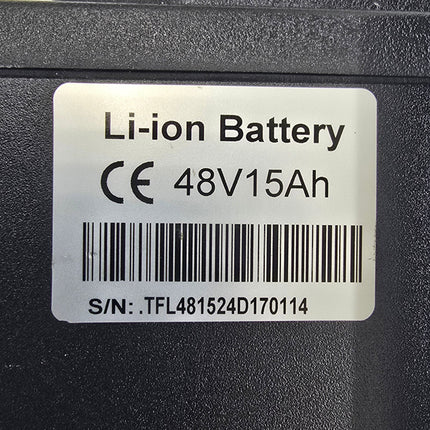 Li-ion Battery
CE 48V15Ah
S/N: .TFL481524D170114